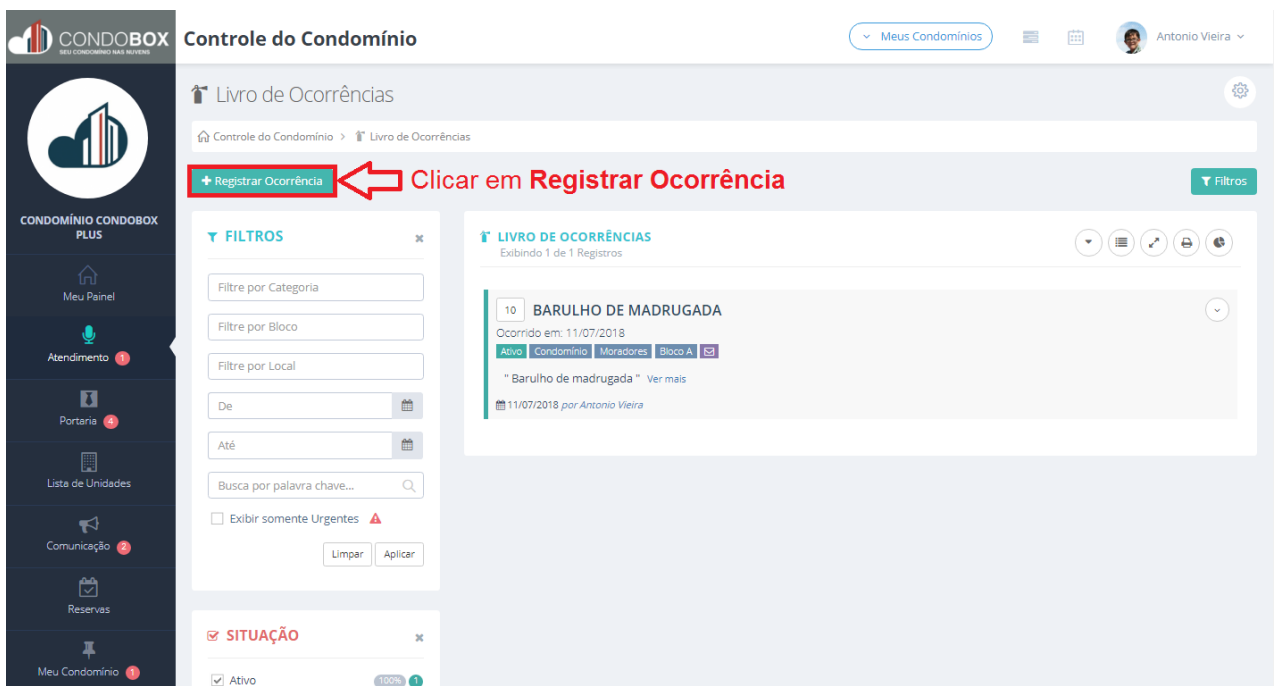 CONDOBOX
SEU CONDOMÍNIO NAS NUVENS
Controle do Condomínio
Meus Condomínios
Antonio Vieira
Livro de Ocorrências
Controle do Condomínio > Livro de Ocorrências
+ Registrar Ocorrência
Clicar em Registrar Ocorrência
Filtros
CONDOMÍNIO CONDOBOX
PLUS
Meu Painel
Atendimento 1
Portaria 4
Lista de Unidades
Comunicação 2
Reservas
Meu Condomínio 1
FILTROS
Filtre por Categoria
Filtre por Bloco
Filtre por Local
De
Até
Busca por palavra chave...
Exibir somente Urgentes
Limpar Aplicar
SITUAÇÃO
Ativo 100% 1
LIVRO DE OCORRÊNCIAS
Exibindo 1 de 1 Registros
10 BARULHO DE MADRUGADA
Ocorrido em: 11/07/2018
Ativo Condomínio Moradores Bloco A
" Barulho de madrugada " Ver mais
11/07/2018 por Antonio Vieira